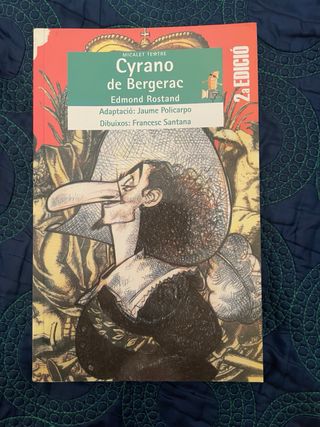 MICALET TEATRE
Cyrano
de Bergerac
Edmond Rostand
Adaptació: Jaume Policarpo
Dibuixos: Francesc Santana
2a EDICIÓ